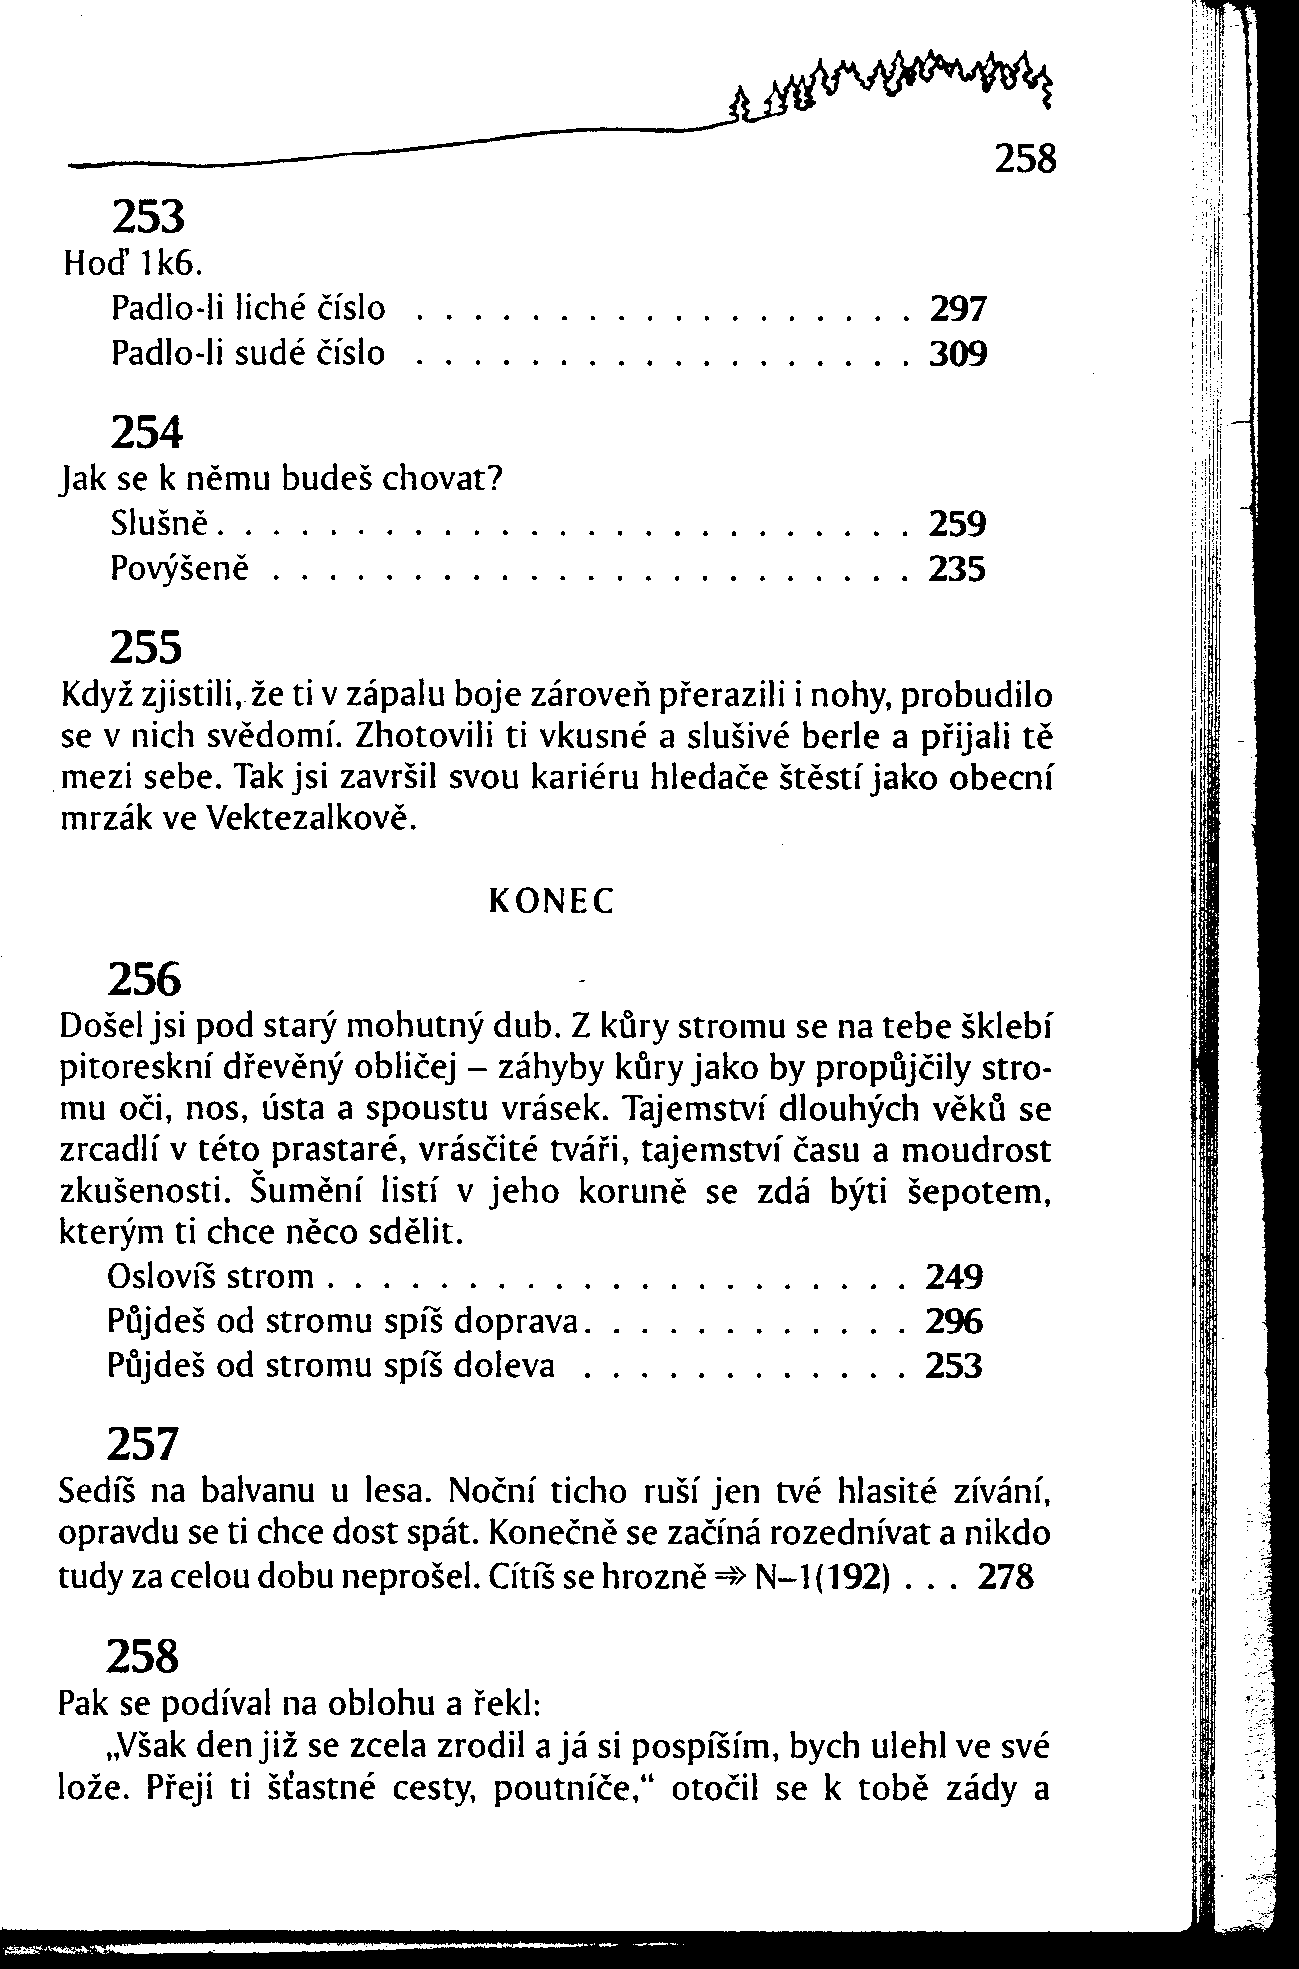 258
253
Hoď 1k6.
Padlo-li liché číslo . . . . . . . . . . . . . . . . . . 297
Padlo-li sudé číslo . . . . . . . . . . . . . . . . . . 309
254
Jak se k němu budeš chovat?
Slušně . . . . . . . . . . . . . . . . . . . . . . . . . 259
Povýšeně . . . . . . . . . . . . . . . . . . . . . . . 235
255
Když zjistili, že ti v zápalu boje zároveň přerazili i nohy, probudilo
se v nich svědomí. Zhotovili ti vkusné a slušivé berle a přijali tě
mezi sebe. Tak jsi završil svou kariéru hledače štěstí jako obecní
mrzák ve Vektezalkově.
KONEC
256
Došel jsi pod starý mohutný dub. Z kůry stromu se na tebe šklebí
pitoreskní dřevěný obličej – záhyby kůry jako by propůjčily stro-
mu oči, nos, ústa a spoustu vrásek. Tajemství dlouhých věků se
zrcadlí v této prastaré, vrásčité tváři, tajemství času a moudrost
zkušenosti. Šumění listí v jeho koruně se zdá býti šepotem,
kterým ti chce něco sdělit.
Oslovíš strom . . . . . . . . . . . . . . . . . . . . . 249
Půjdeš od stromu spíš doprava. . . . . . . . . . . . 296
Půjdeš od stromu spíš doleva . . . . . . . . . . . . 253
257
Sedíš na balvanu u lesa. Noční ticho ruší jen tvé hlasité zívání,
opravdu se ti chce dost spát. Konečně se začíná rozednívat a nikdo
tudy za celou dobu neprošel. Cítíš se hrozně ⇒ N–1(192) . . . 278
258
Pak se podíval na oblohu a řekl:
„Však den již se zcela zrodil a já si pospíším, bych ulehl ve své
lože. Přeji ti šťastné cesty, poutníče,“ otočil se k tobě zády a